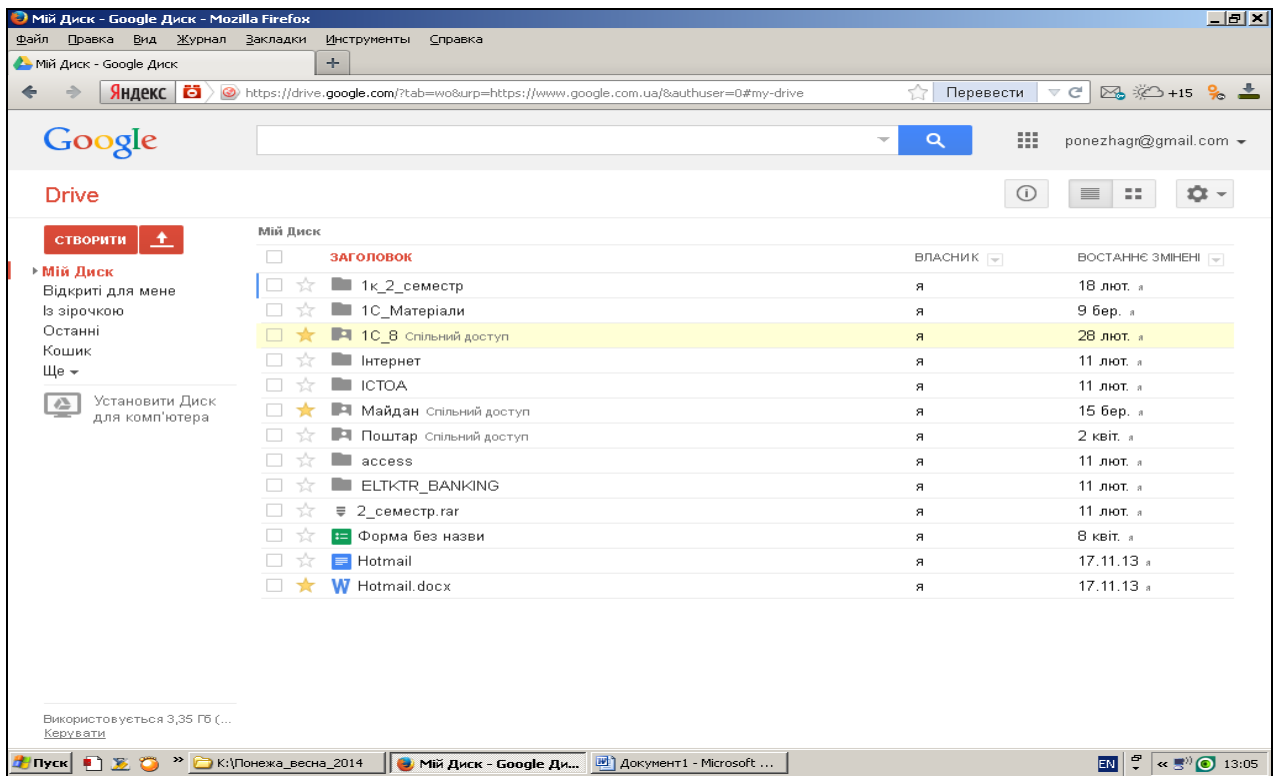 Мій Диск - Google Диск - Mozilla Firefox
Файл Правка Вид Журнал Закладки Инструменты Справка
Мій Диск - Google Диск +
Яндекс https://drive.google.com/?tab=wo&urp=https://www.google.com.ua/&authuser=0#my-drive Перевести +15
Google ponezhagr@gmail.com
Drive
СТВОРИТИ
Мій Диск
Відкриті для мене
Із зірочкою
Останні
Кошик
Ще
Установити Диск
для комп'ютера
Мій Диск
ЗАГОЛОВОК ВЛАСНИК ВОСТАННЄ ЗМІНЕНІ
1к_2_семестр я 18 лют. я
1С_Матеріали я 9 бер. я
1С_8 Спільний доступ я 28 лют. я
Інтернет я 11 лют. я
ІСТОА я 11 лют. я
Майдан Спільний доступ я 15 бер. я
Поштар Спільний доступ я 2 квіт. я
access я 11 лют. я
ELTKTR_BANKING я 11 лют. я
2_семестр.rar я 11 лют. я
Форма без назви я 8 квіт. я
Hotmail я 17.11.13 я
W Hotmail.docx я 17.11.13 я
Використовується 3,35 Гб (...
Керувати
Пуск » К:\Понежа_весна_2014 Мій Диск - Google Ди... Документ1 - Microsoft ... EN « 13:05